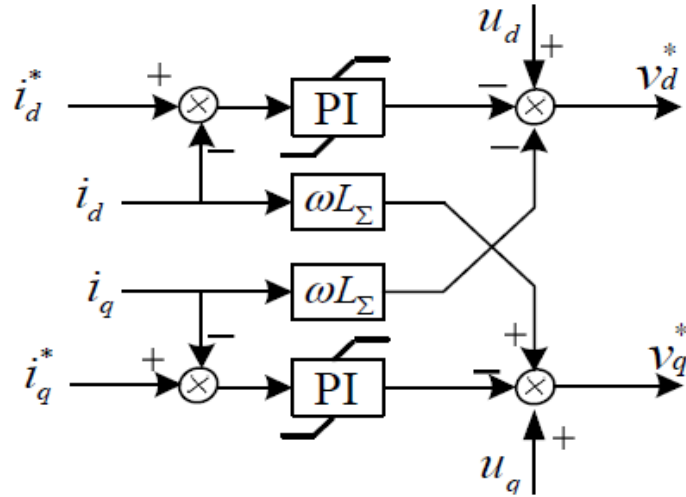 u_d
+
i_d^* + PI − v_d^*
−
−
i_d ωL_Σ
i_q ωL_Σ
−
+
i_q^* + PI − v_q^*
+
u_q